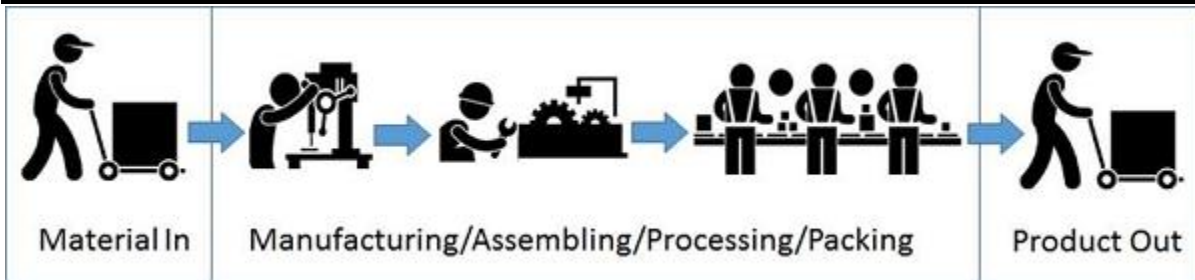 Material In
Manufacturing/Assembling/Processing/Packing
Product Out